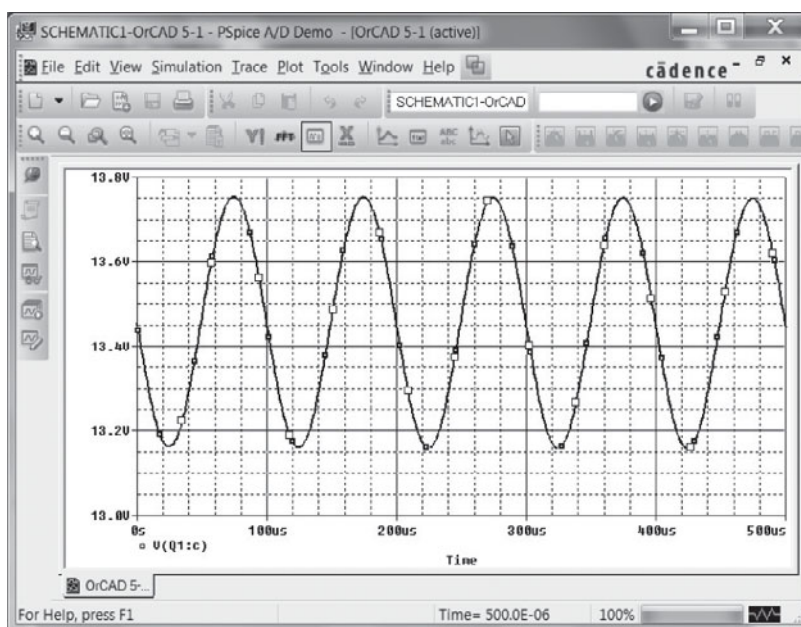 SCHEMATIC1-OrCAD 5-1 - PSpice A/D Demo - [OrCAD 5-1 (active)]
File Edit View Simulation Trace Plot Tools Window Help
cādence
SCHEMATIC1-OrCAD
ABC
abc
13.8V
13.6V
13.4V
13.2V
13.0V
0s 100us 200us 300us 400us 500us
V(Q1:c)
Time
OrCAD 5-...
For Help, press F1 Time= 500.0E-06 100%